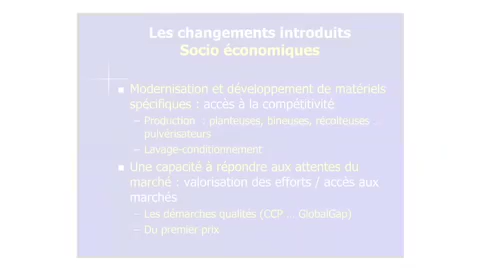 Les changements introduits
Socio économiques
Modernisation et développement de matériels
spécifiques : accès à la compétitivité
– Production : planteuses, bineuses, récolteuses ...
pulvérisateurs
– Lavage-conditionnement
Une capacité à répondre aux attentes du
marché : valorisation des efforts / accès aux
marchés
– Les démarches qualités (CCP ... GlobalGap)
– Du premier prix